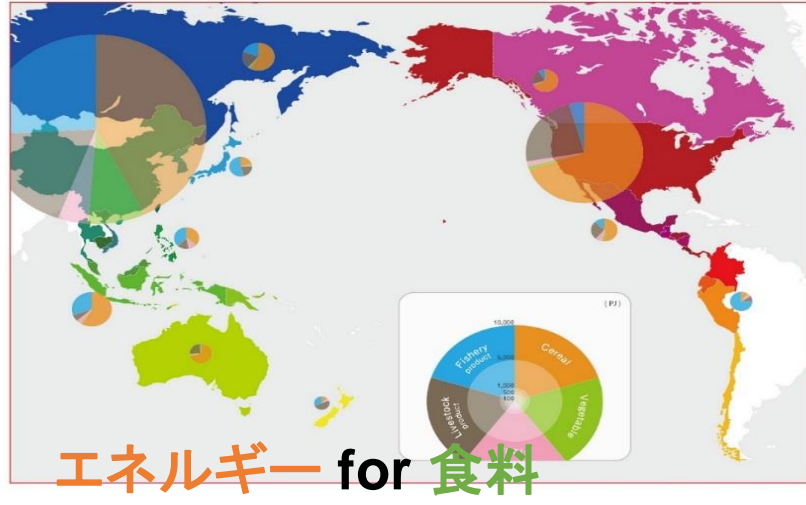 ( PJ )
10,000
Fishery
product
Cereal
5,000
1,000
500
100
Livestock
product
Vegetable
エネルギー for 食料